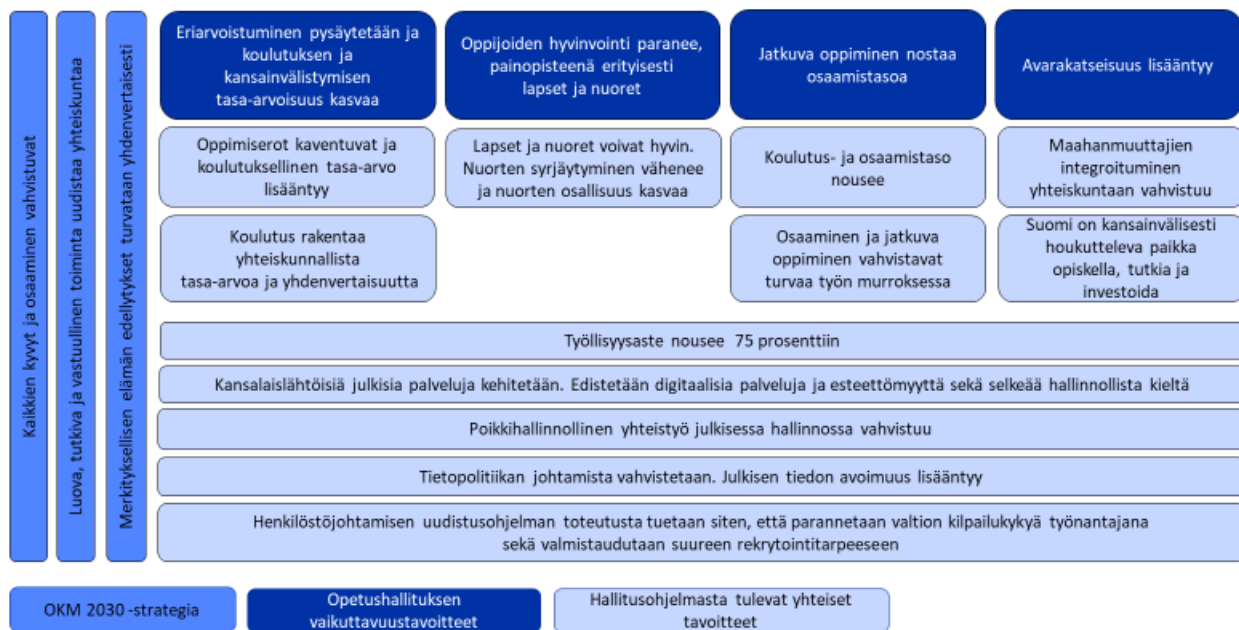 Kaikkien kyvyt ja osaaminen vahvistuvat
Luova, tutkiva ja vastuullinen toiminta uudistaa yhteiskuntaa
Merkityksellisen elämän edellytykset turvataan yhdenvertaisesti
Eriarvoistuminen pysäytetään ja
koulutuksen ja
kansainvälistymisen
tasa-arvoisuus kasvaa
Oppijoiden hyvinvointi paranee,
painopisteenä erityisesti
lapset ja nuoret
Jatkuva oppiminen nostaa
osaamistasoa
Avarakatseisuus lisääntyy
Oppimiserot kaventuvat ja
koulutuksellinen tasa-arvo
lisääntyy
Lapset ja nuoret voivat hyvin.
Nuorten syrjäytyminen vähenee
ja nuorten osallisuus kasvaa
Koulutus- ja osaamistaso
nousee
Maahanmuuttajien
integroituminen
yhteiskuntaan vahvistuu
Koulutus rakentaa
yhteiskunnallista
tasa-arvoa ja yhdenvertaisuutta
Osaaminen ja jatkuva
oppiminen vahvistavat
turvaa työn murroksessa
Suomi on kansainvälisesti
houkutteleva paikka
opiskella, tutkia ja
investoida
Työllisyysaste nousee 75 prosenttiin
Kansalaislähtöisiä julkisia palveluja kehitetään. Edistetään digitaalisia palveluja ja esteettömyyttä sekä selkeää hallinnollista kieltä
Poikkihallinnollinen yhteistyö julkisessa hallinnossa vahvistuu
Tietopolitiikan johtamista vahvistetaan. Julkisen tiedon avoimuus lisääntyy
Henkilöstöjohtamisen uudistusohjelman toteutusta tuetaan siten, että parannetaan valtion kilpailukykyä työnantajana
sekä valmistaudutaan suureen rekrytointitarpeeseen
OKM 2030 -strategia
Opetushallituksen
vaikuttavuustavoitteet
Hallitusohjelmasta tulevat yhteiset
tavoitteet